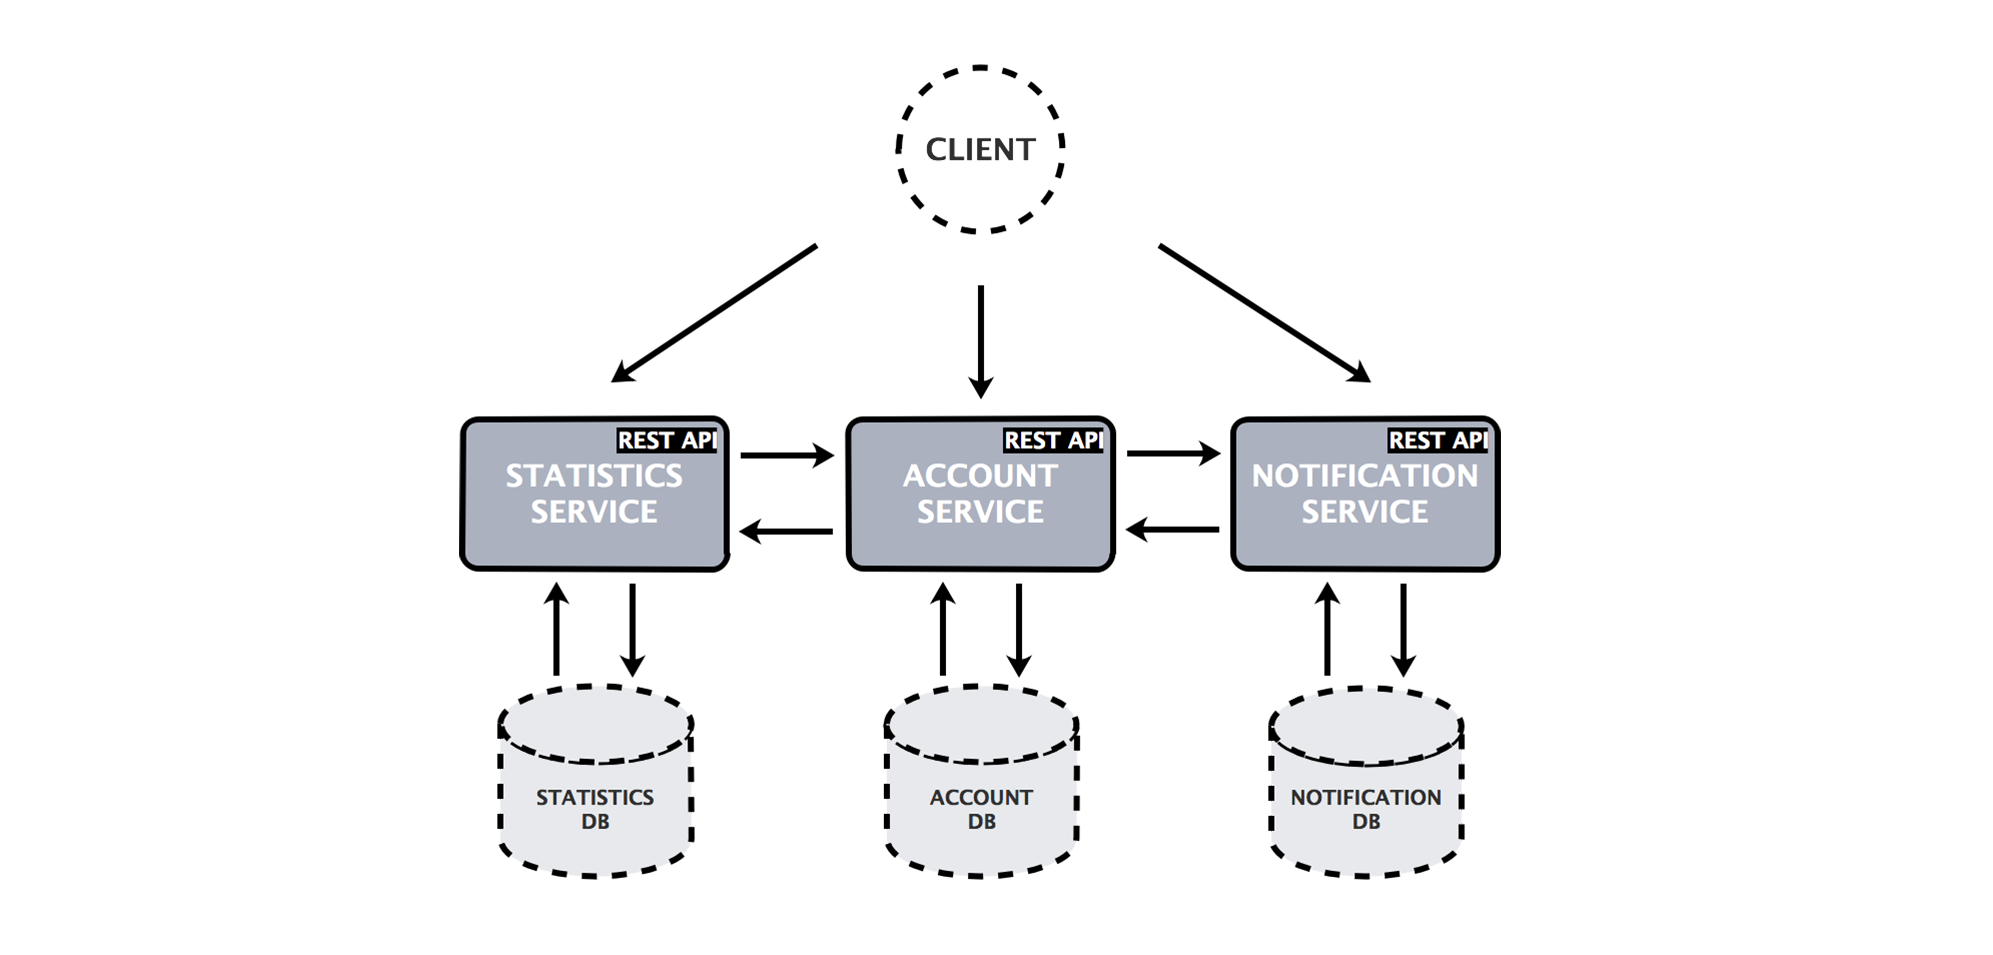 CLIENT
REST API
STATISTICS
SERVICE
REST API
ACCOUNT
SERVICE
REST API
NOTIFICATION
SERVICE
STATISTICS
DB
ACCOUNT
DB
NOTIFICATION
DB